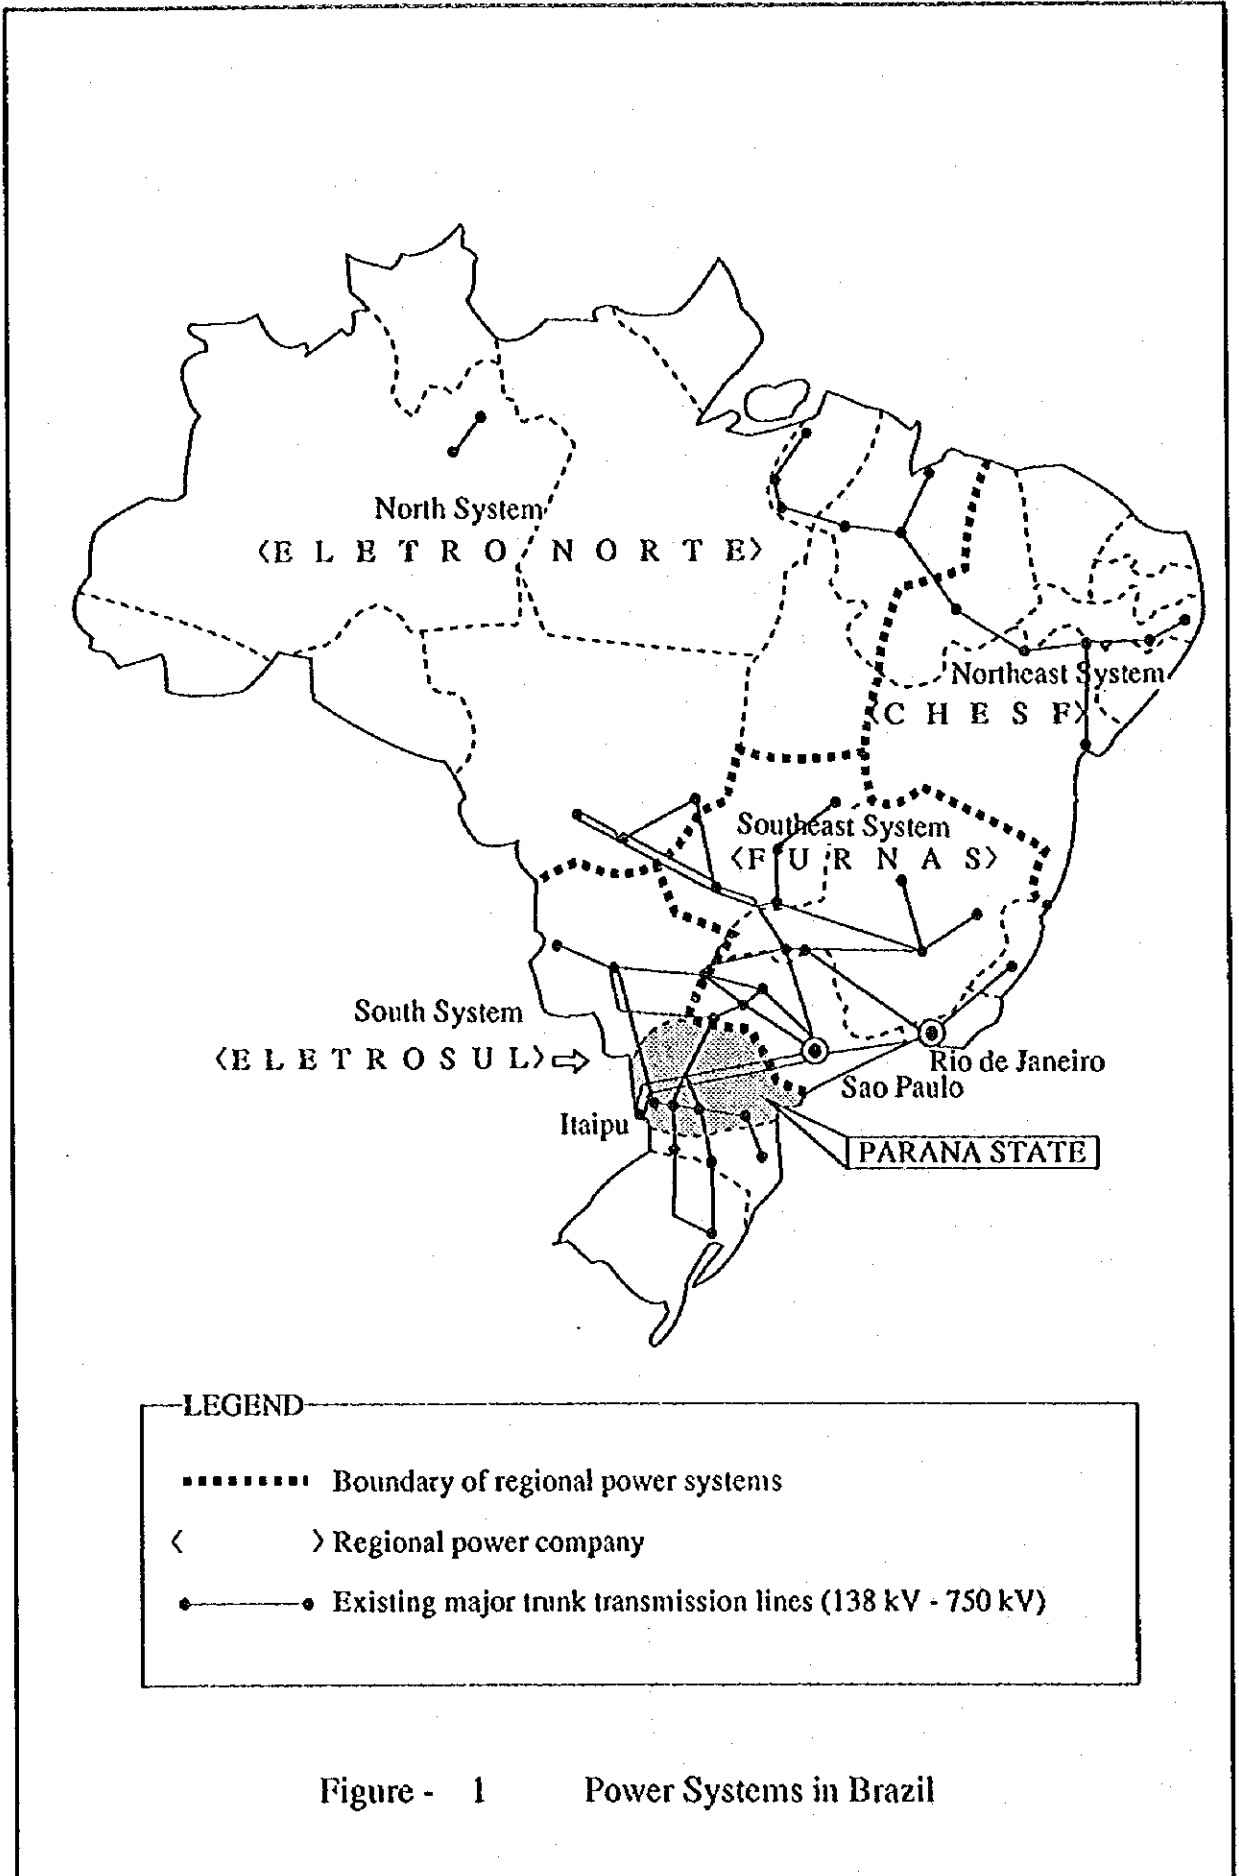 North System
〈E L E T R O N O R T E〉
Northeast System
〈C H E S F〉
Southeast System
〈F U R N A S〉
South System
〈E L E T R O S U L〉
Rio de Janeiro
Sao Paulo
Itaipu
PARANA STATE
LEGEND
Boundary of regional power systems
〈 〉 Regional power company
Existing major trunk transmission lines (138 kV - 750 kV)
Figure - 1 Power Systems in Brazil